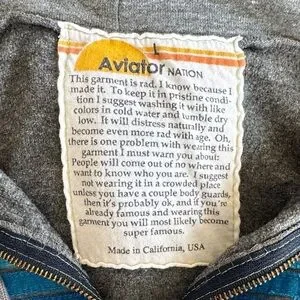 L
Aviator NATION
This garment is rad. I know because I
made it. To keep it in pristine condi-
tion I suggest washing it with like
colors in cold water and tumble dry
low. It will distress naturally and
become even more rad with age. Oh,
there is one problem with wearing this
garment I must warn you about:
People will come out of no where and
want to know who you are. I suggest
not wearing it in a crowded place
unless you have a couple body guards,
then it's probably ok, and if you're
already famous and wearing this
garment you will most likely become
super famous.
Made in California, USA